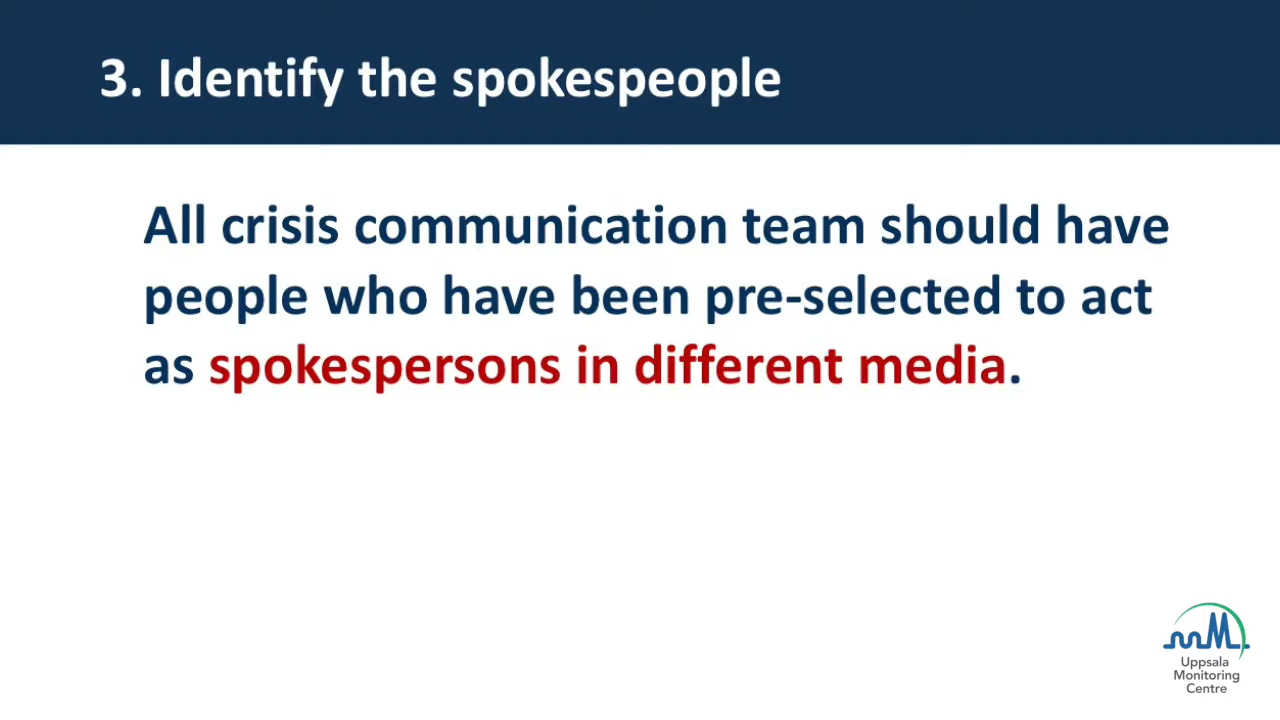 3. Identify the spokespeople
All crisis communication team should have
people who have been pre-selected to act
as spokespersons in different media.
Uppsala
Monitoring
Centre